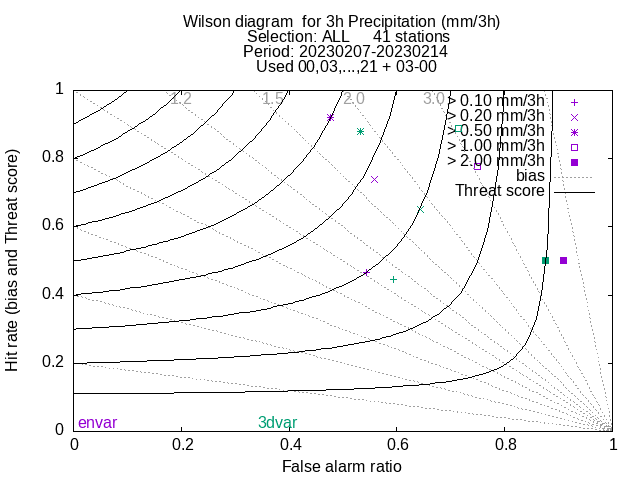 Wilson diagram  for 3h Precipitation (mm/3h)
Selection: ALL     41 stations
Period: 20230207-20230214
Used 00,03,...,21 + 03-00
1.2 1.5 2.0 3.0
> 0.10 mm/3h
> 0.20 mm/3h
> 0.50 mm/3h
> 1.00 mm/3h
> 2.00 mm/3h
bias
Threat score
Hit rate (bias and Threat score)
1
0.8
0.6
0.4
0.2
0
envar 3dvar
0 0.2 0.4 0.6 0.8 1
False alarm ratio